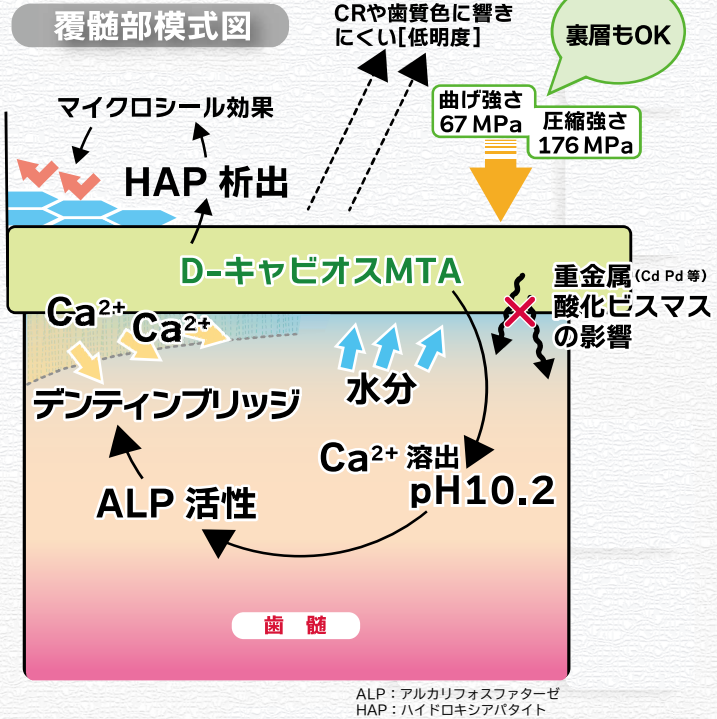 覆髄部模式図
CRや歯質色に響き
にくい[低明度]
裏層もOK
曲げ強さ
67 MPa
圧縮強さ
176 MPa
マイクロシール効果
HAP 析出
D-キャビオスMTA
重金属(Cd Pd 等)
酸化ビスマス
の影響
Ca2+
Ca2+
デンティンブリッジ
水分
Ca2+ 溶出
pH10.2
ALP 活性
歯 髄
ALP：アルカリフォスファターゼ
HAP：ハイドロキシアパタイト